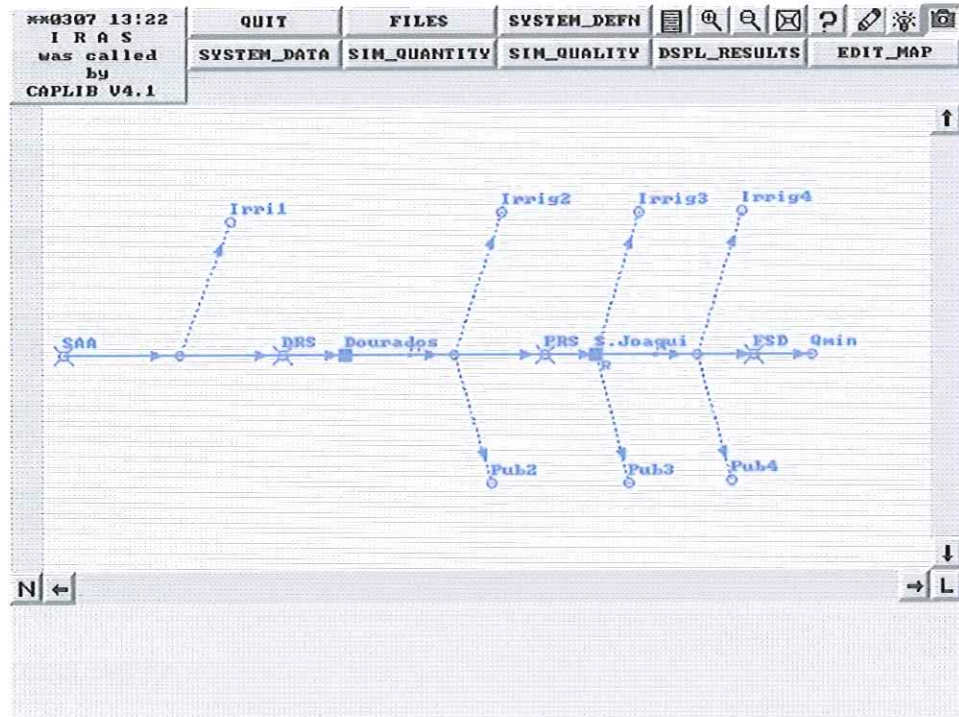 **0307 13:22
I R A S
was called
by
CAPLIB V4.1
QUIT FILES SYSTEM_DEFN ?
SYSTEM_DATA SIM_QUANTITY SIM_QUALITY DSPL_RESULTS EDIT_MAP
Irri1 Irrig2 Irrig3 Irrig4
SAA DRS Dourados PRS S.Joaqui FSD Qmin
R
Pub2 Pub3 Pub4
N L